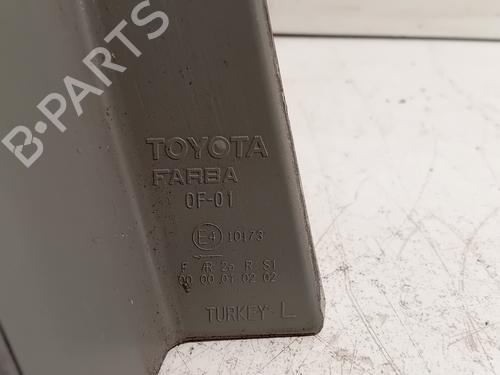 B-PARTS
TOYOTA
FARBA
0F-01
E4 10173
F AR 2a R S1
00 00 01 02 02
TURKEY L